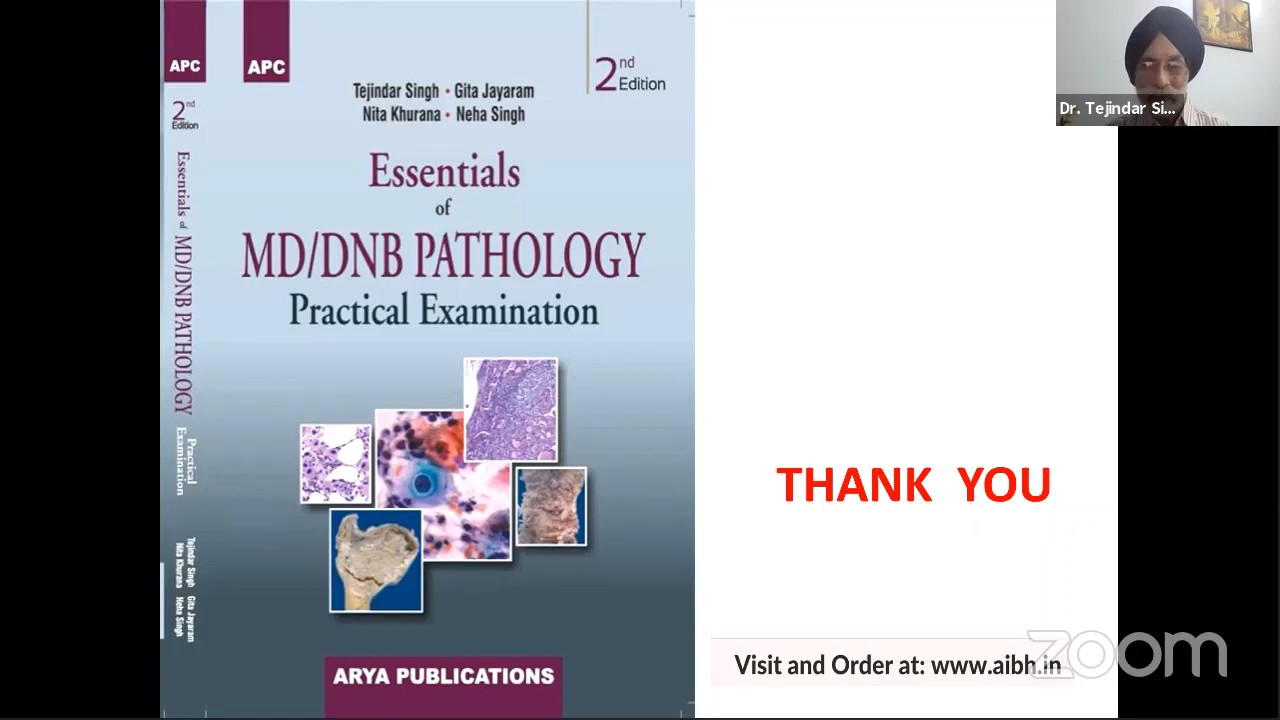 APC
2nd
Edition
Essentials of MD/DNB PATHOLOGY Practical Examination
Tejindar Singh Gita Jayaram
Nita Khurana Neha Singh
APC
2nd
Edition
Tejindar Singh • Gita Jayaram
Nita Khurana • Neha Singh
Essentials
of
MD/DNB PATHOLOGY
Practical Examination
ARYA PUBLICATIONS
THANK YOU
Visit and Order at: www.aibh.in
zoom
Dr. Tejindar Si...